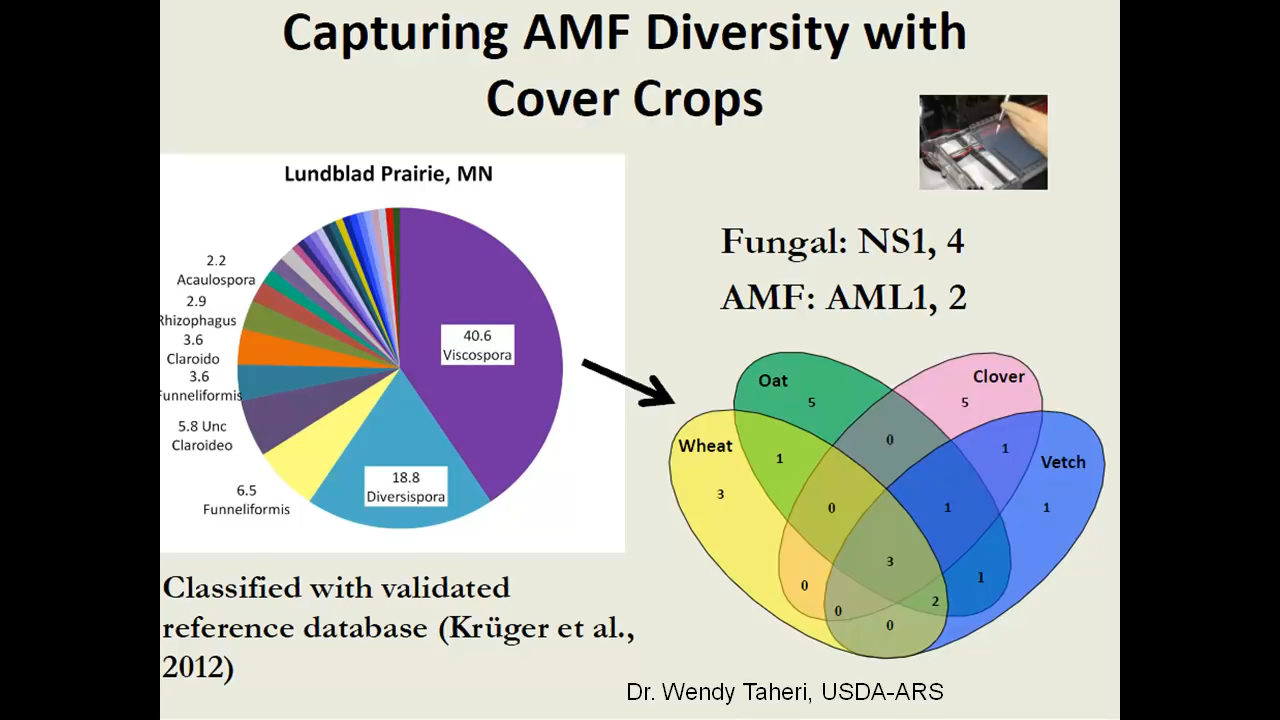 Capturing AMF Diversity with
Cover Crops
Lundblad Prairie, MN
40.6
Viscospora
18.8
Diversispora
6.5
Funneliformis
5.8 Unc
Claroideo
3.6
Funneliformis
3.6
Claroido
2.9
Rhizophagus
2.2
Acaulospora
Fungal: NS1, 4
AMF: AML1, 2
Oat
5
Clover
5
Wheat
3
Vetch
1
0
1
1
0
1
3
0
0
2
1
0
Classified with validated
reference database (Krüger et al.,
2012)
Dr. Wendy Taheri, USDA-ARS